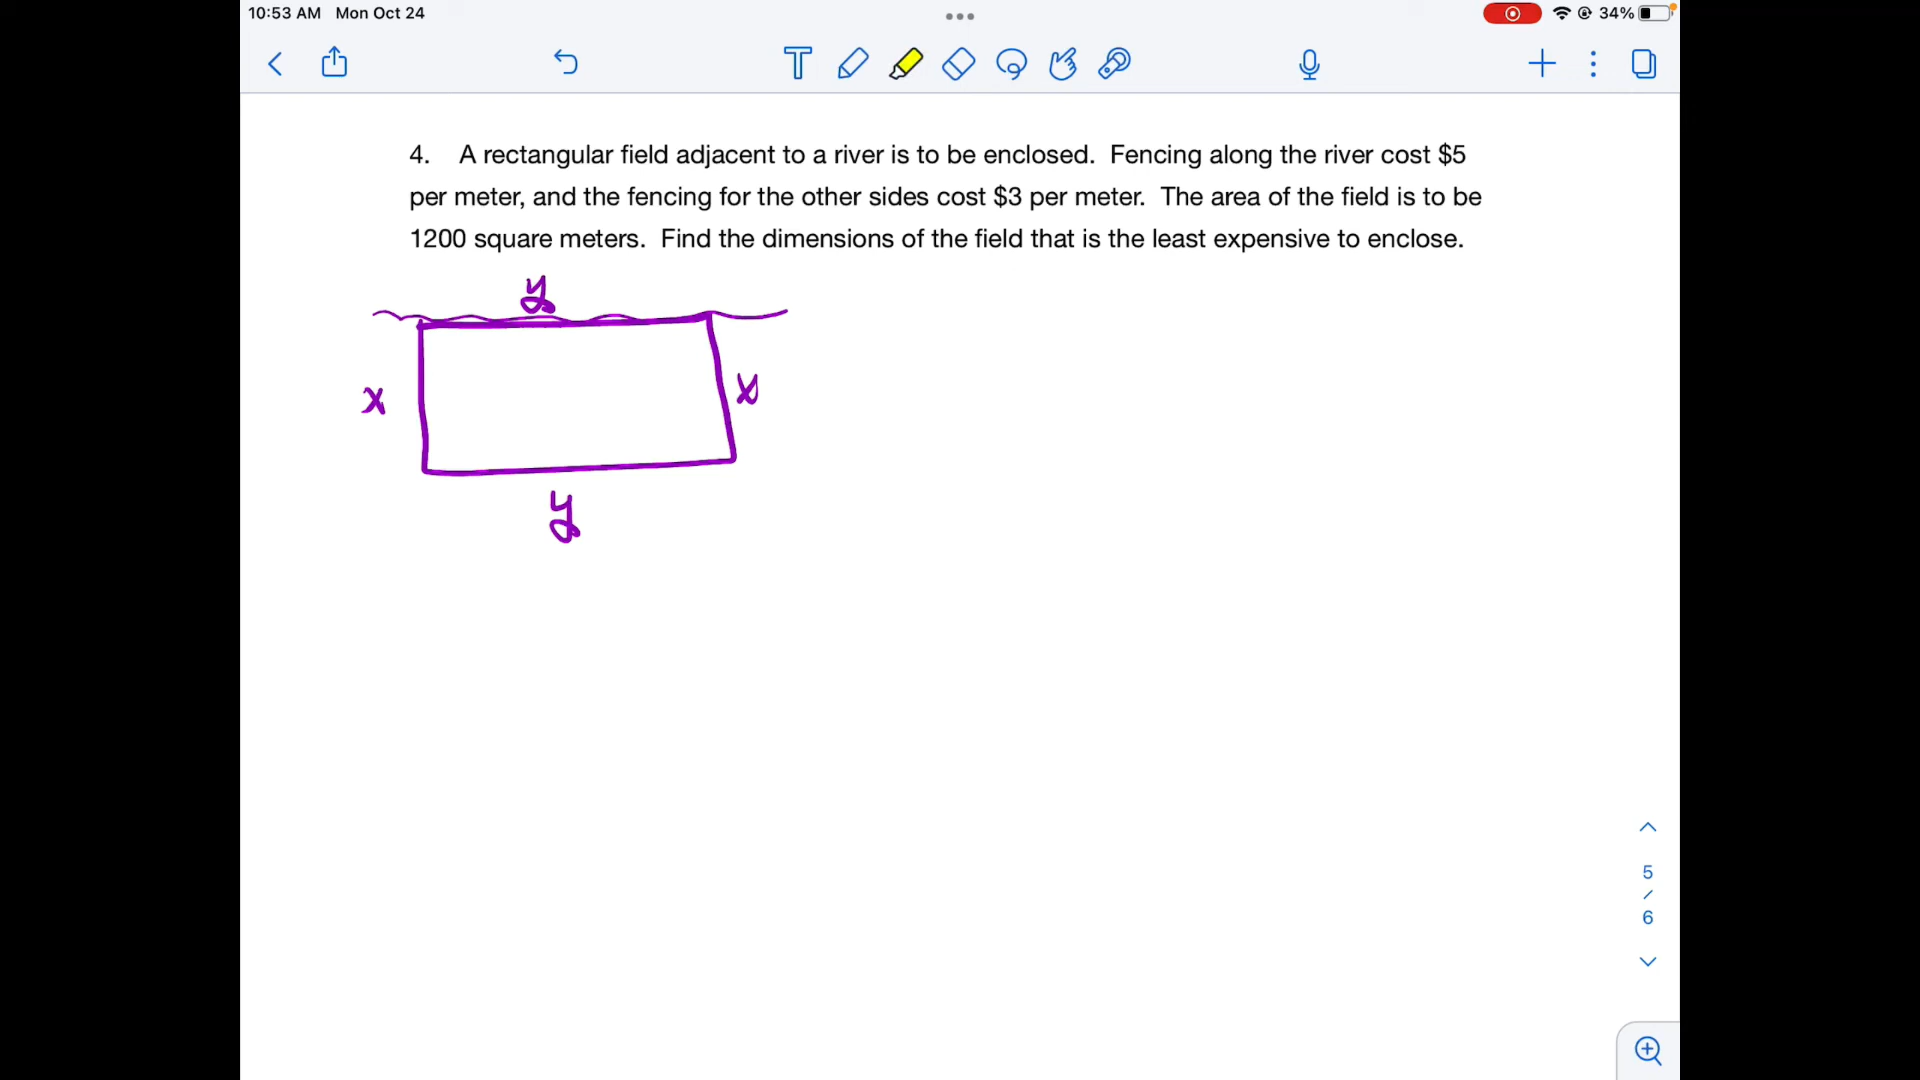 10:53 AM Mon Oct 24
34%
T
4. A rectangular field adjacent to a river is to be enclosed. Fencing along the river cost $5
per meter, and the fencing for the other sides cost $3 per meter. The area of the field is to be
1200 square meters. Find the dimensions of the field that is the least expensive to enclose.
y
x x
y
5
/
6